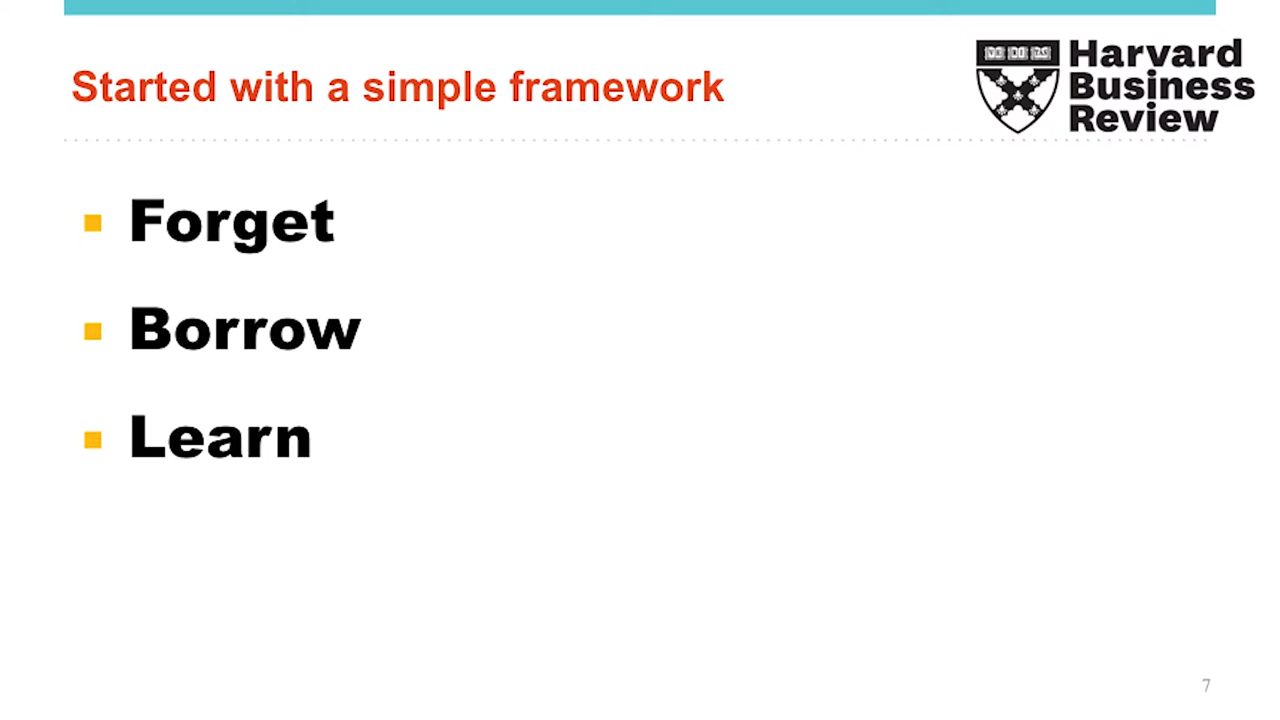 Started with a simple framework
Harvard
Business
Review
Forget
Borrow
Learn
7